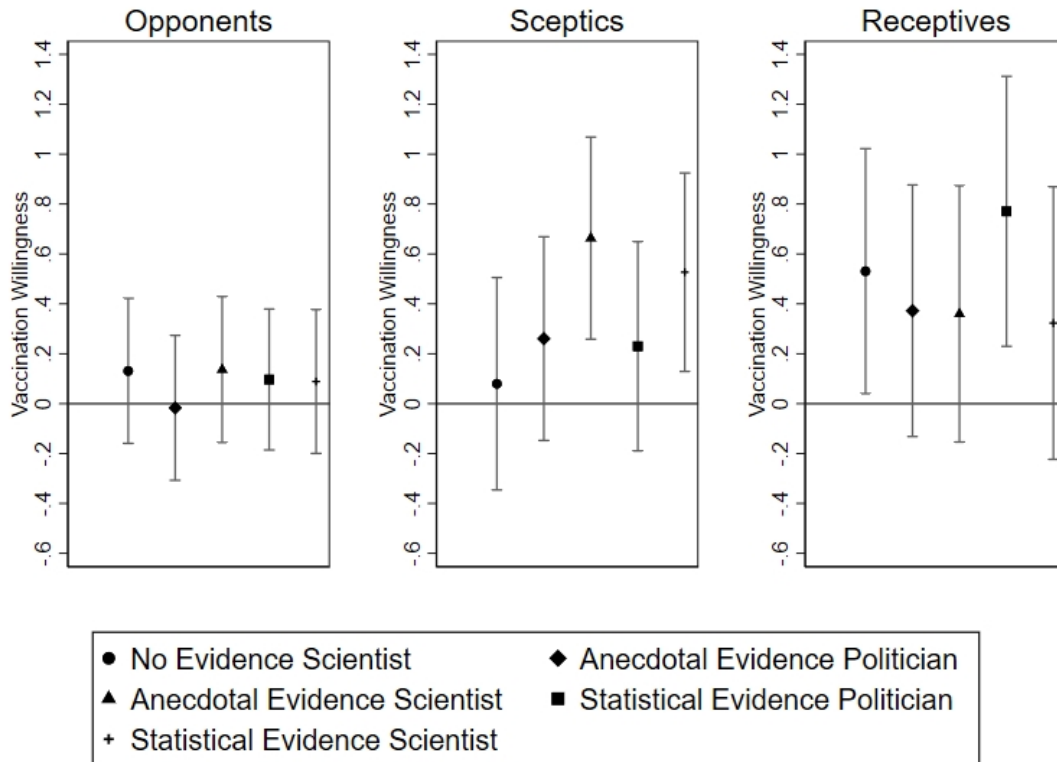 Opponents
Sceptics
Receptives
Vaccination Willingness
-.6 -.4 -.2 0 .2 .4 .6 .8 1 1.2 1.4
Vaccination Willingness
-.6 -.4 -.2 0 .2 .4 .6 .8 1 1.2 1.4
Vaccination Willingness
-.6 -.4 -.2 0 .2 .4 .6 .8 1 1.2 1.4
No Evidence Scientist
Anecdotal Evidence Politician
Anecdotal Evidence Scientist
Statistical Evidence Politician
Statistical Evidence Scientist